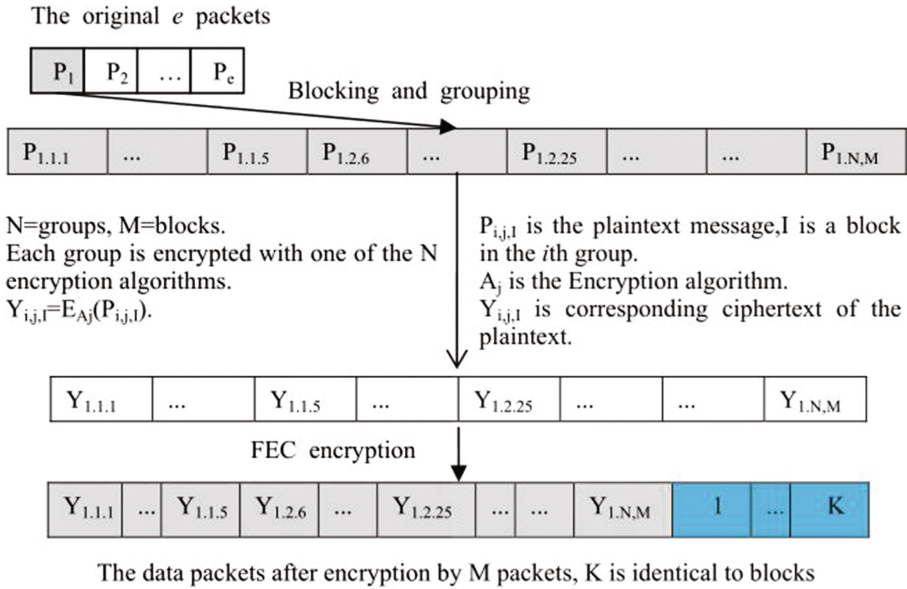 The original e packets
P1 P2 ... Pe
Blocking and grouping
P1.1.1 ... P1.1.5 P1.2.6 ... P1.2.25 ... ... P1.N,M
N=groups, M=blocks.
Each group is encrypted with one of the N
encryption algorithms.
Yi,j,I=EAj(Pi,j,I).
Pi,j,I is the plaintext message,I is a block
in the ith group.
Aj is the Encryption algorithm.
Yi,j,I is corresponding ciphertext of the
plaintext.
Y1.1.1 ... Y1.1.5 ... Y1.2.25 ... ... Y1.N,M
FEC encryption
Y1.1.1 ... Y1.1.5 Y1.2.6 ... Y1.2.25 ... ... Y1.N,M 1 ... K
The data packets after encryption by M packets, K is identical to blocks